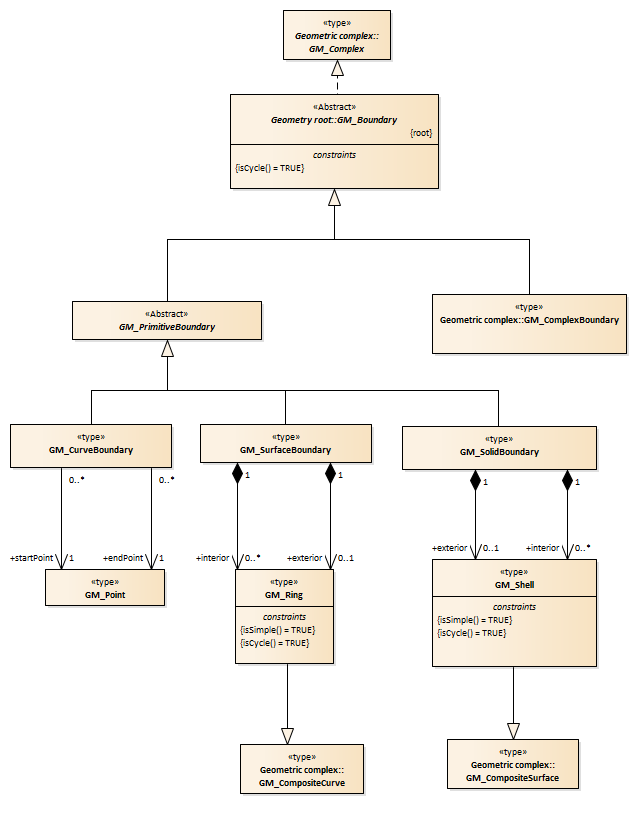 «type»
Geometric complex::
GM_Complex
«Abstract»
Geometry root::GM_Boundary
{root}
constraints
{isCycle() = TRUE}
«Abstract»
GM_PrimitiveBoundary
«type»
Geometric complex::GM_ComplexBoundary
«type»
GM_CurveBoundary
«type»
GM_SurfaceBoundary
«type»
GM_SolidBoundary
0..*
0..*
1
1
1
1
+startPoint
1
+endPoint
1
+interior
0..*
+exterior
0..1
+exterior
0..1
+interior
0..*
«type»
GM_Point
«type»
GM_Ring
constraints
{isSimple() = TRUE}
{isCycle() = TRUE}
«type»
GM_Shell
constraints
{isSimple() = TRUE}
{isCycle() = TRUE}
«type»
Geometric complex::
GM_CompositeCurve
«type»
Geometric complex::
GM_CompositeSurface